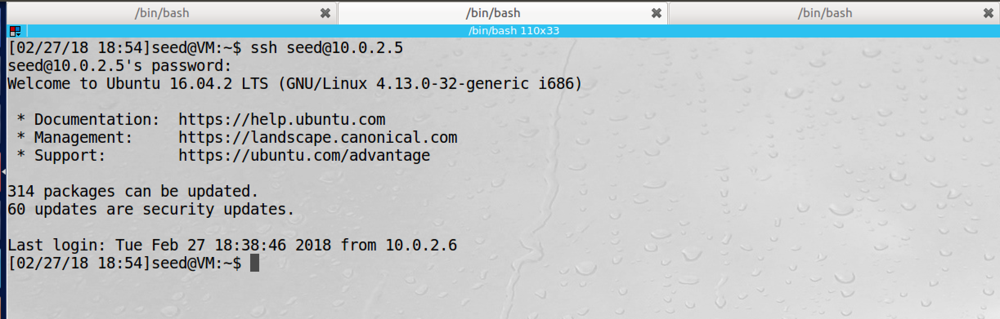 /bin/bash /bin/bash /bin/bash
/bin/bash 110x33
[02/27/18 18:54]seed@VM:~$ ssh seed@10.0.2.5
seed@10.0.2.5's password:
Welcome to Ubuntu 16.04.2 LTS (GNU/Linux 4.13.0-32-generic i686)
 * Documentation:  https://help.ubuntu.com
 * Management:     https://landscape.canonical.com
 * Support:        https://ubuntu.com/advantage
314 packages can be updated.
60 updates are security updates.
Last login: Tue Feb 27 18:38:46 2018 from 10.0.2.6
[02/27/18 18:54]seed@VM:~$